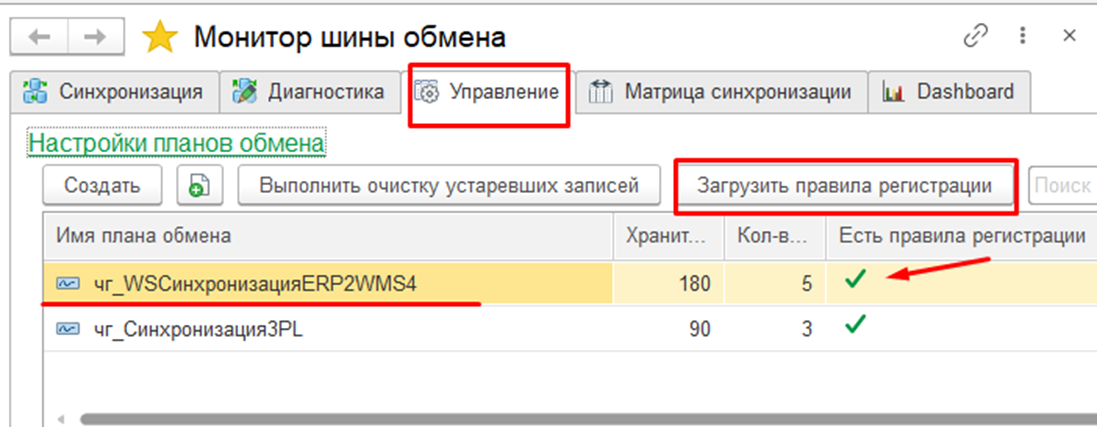 Монитор шины обмена
Синхронизация Диагностика Управление Матрица синхронизации Dashboard
Настройки планов обмена
Создать Выполнить очистку устаревших записей Загрузить правила регистрации Поиск
Имя плана обмена Хранит... Кол-в... Есть правила регистрации
чг_WSСинхронизацияERP2WMS4 180 5
чг_Синхронизация3PL 90 3